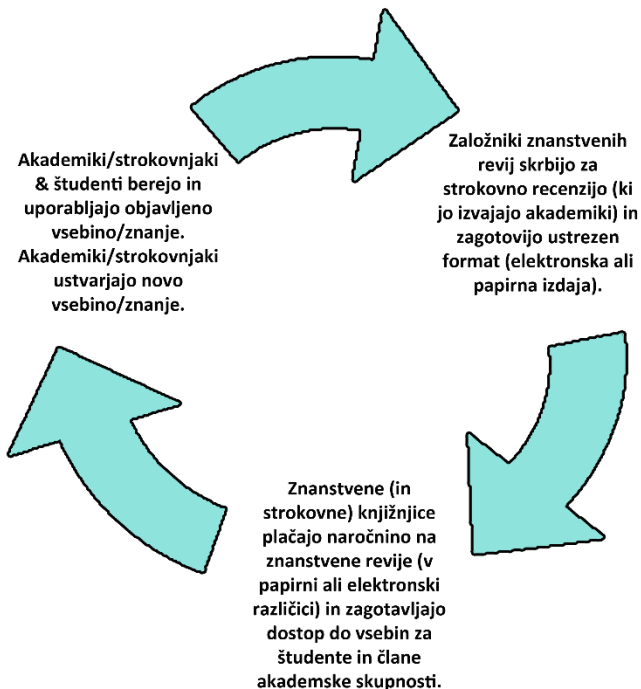 Akademiki/strokovnjaki
& študenti berejo in
uporabljajo objavljeno
vsebino/znanje.
Akademiki/strokovnjaki
ustvarjajo novo
vsebino/znanje.
Založniki znanstvenih
revij skrbijo za
strokovno recenzijo (ki
jo izvajajo akademiki) in
zagotovijo ustrezen
format (elektronska ali
papirna izdaja).
Znanstvene (in
strokovne) knjižnjice
plačajo naročnino na
znanstvene revije (v
papirni ali elektronski
različici) in zagotavljajo
dostop do vsebin za
študente in člane
akademske skupnosti.